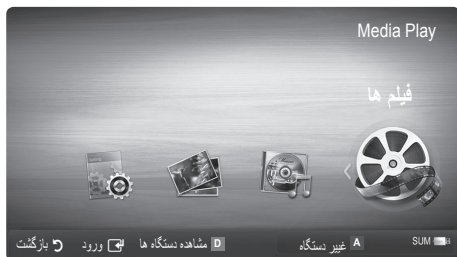 Media Play
فیلم ها
SUM
A تغییر دستگاه
D مشاهده دستگاه ها
ورود
بازگشت